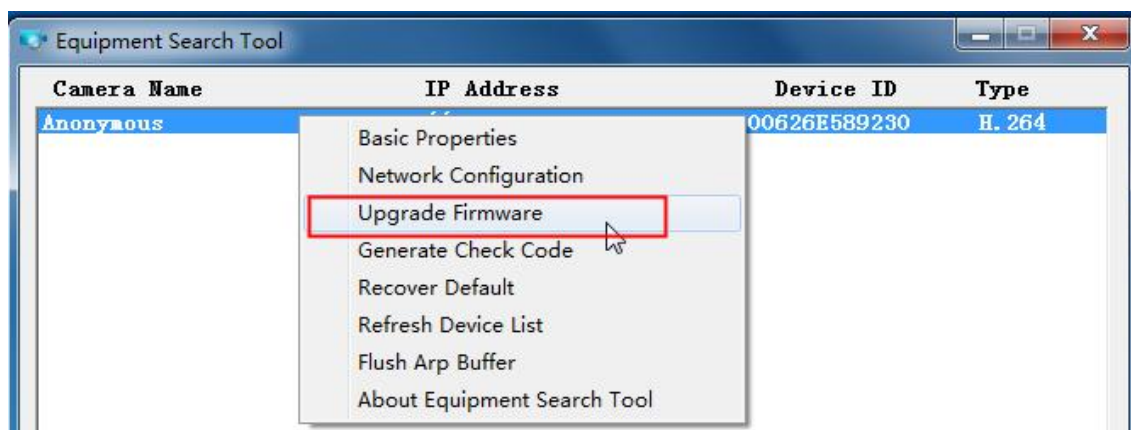 Equipment Search Tool
Camera Name IP Address Device ID Type
Anonymous 00626E589230 H.264
Basic Properties
Network Configuration
Upgrade Firmware
Generate Check Code
Recover Default
Refresh Device List
Flush Arp Buffer
About Equipment Search Tool